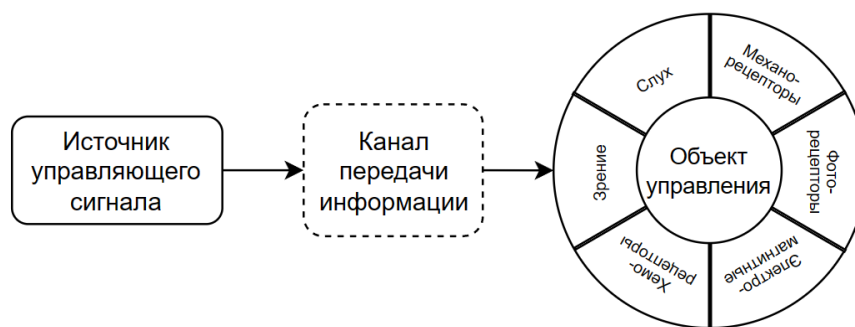 Источник
управляющего
сигнала
Канал
передачи
информации
Объект
управления
Слух
Механо-
рецепторы
Фото-
рецепторы
Электро-
магнитные
Хемо-
рецепторы
Зрение